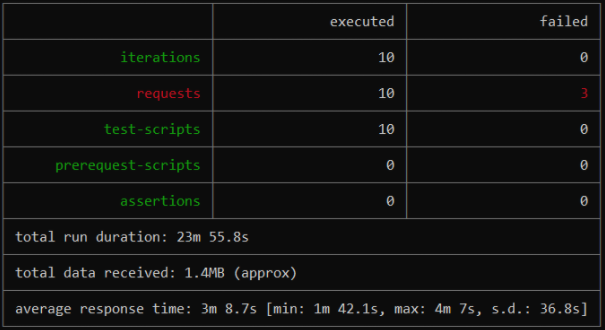 executed failed
iterations 10 0
requests 10 3
test-scripts 10 0
prerequest-scripts 0 0
assertions 0 0
total run duration: 23m 55.8s
total data received: 1.4MB (approx)
average response time: 3m 8.7s [min: 1m 42.1s, max: 4m 7s, s.d.: 36.8s]